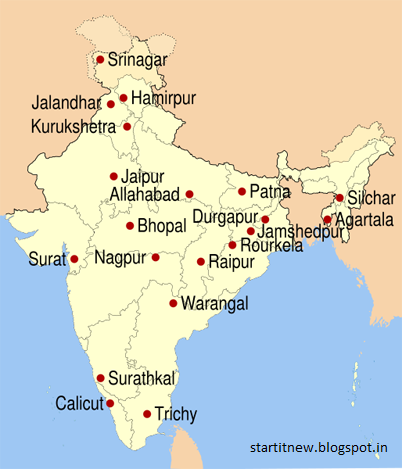 Srinagar
Hamirpur
Jalandhar
Kurukshetra
Jaipur
Allahabad
Patna
Silchar
Durgapur
Agartala
Bhopal
Jamshedpur
Rourkela
Surat
Nagpur
Raipur
Warangal
Surathkal
Calicut
Trichy
startitnew.blogspot.in